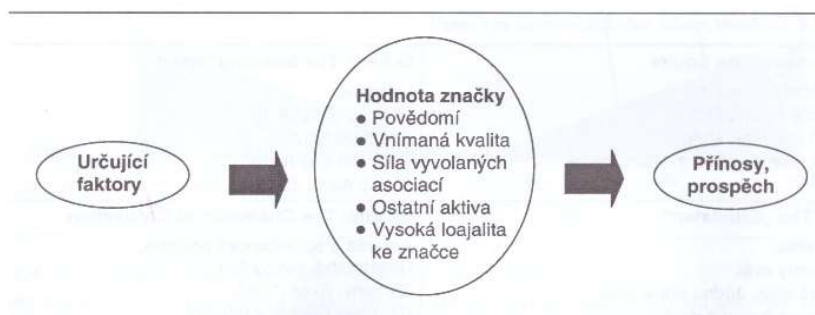 Určující
faktory
Hodnota značky
● Povědomí
● Vnímaná kvalita
● Síla vyvolaných
asociací
● Ostatní aktiva
● Vysoká loajalita
ke značce
Přínosy,
prospěch